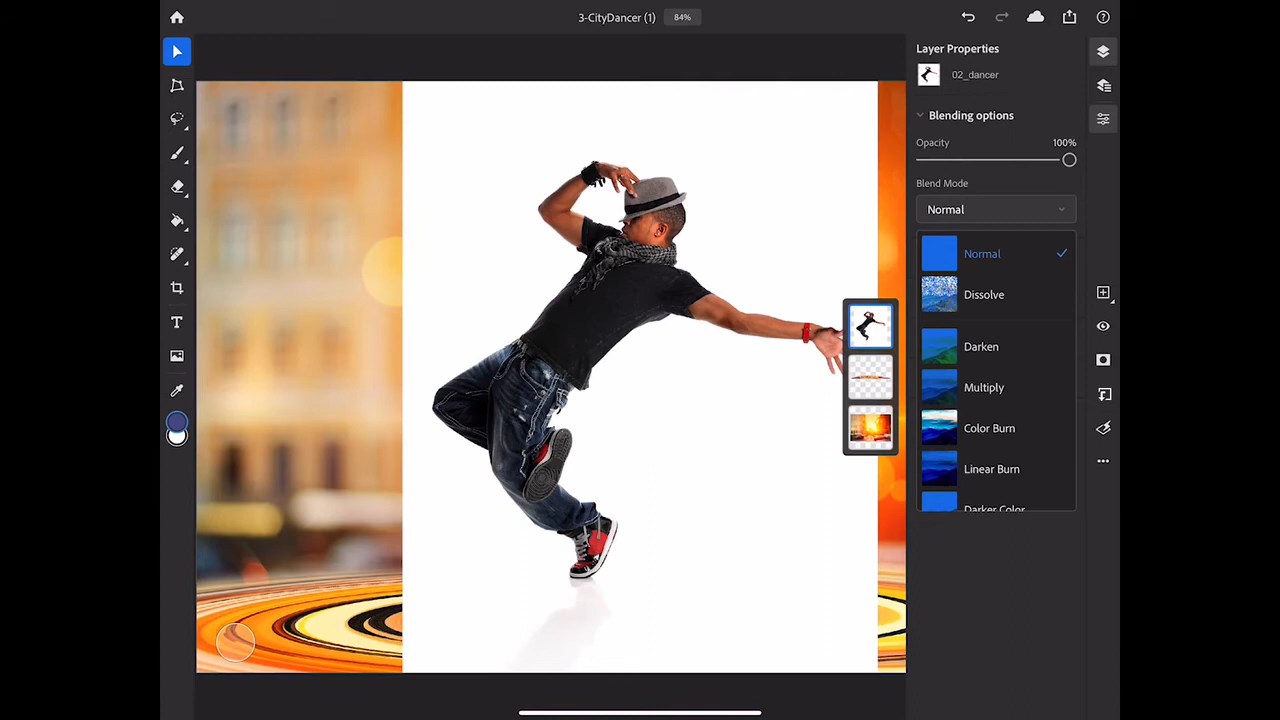 3-CityDancer (1) 84%
Layer Properties
02_dancer
Blending options
Opacity 100%
Blend Mode
Normal
Normal
Dissolve
Darken
Multiply
Color Burn
Linear Burn
Darker Color